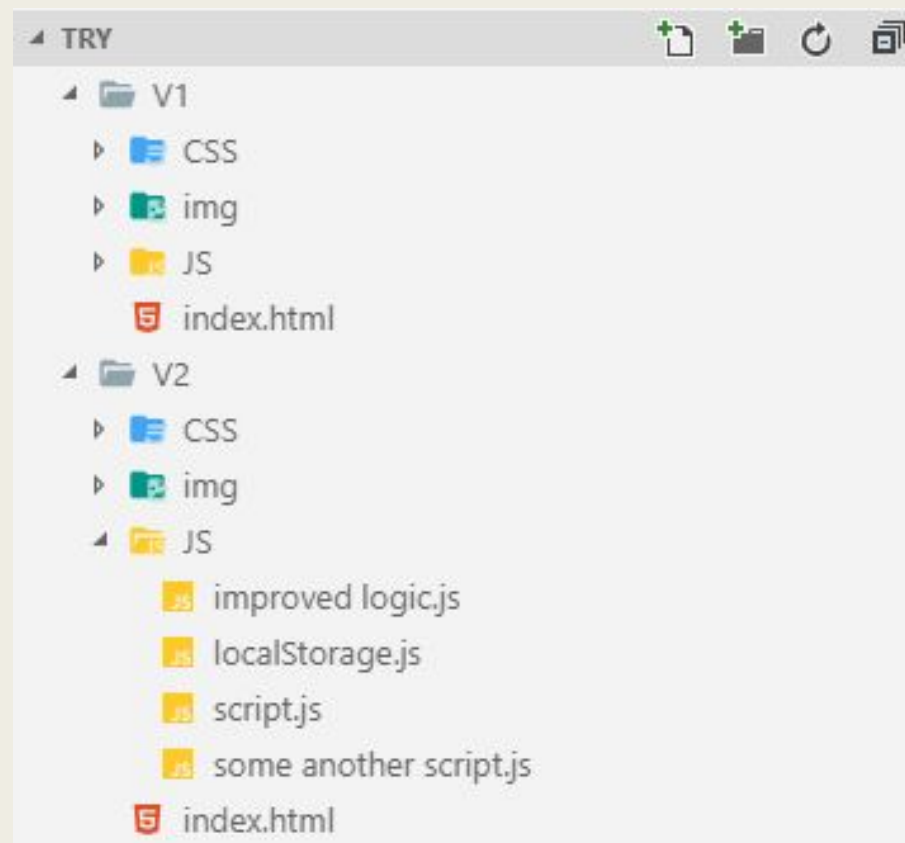 TRY
V1
CSS
img
JS
index.html
V2
CSS
img
JS
improved logic.js
localStorage.js
script.js
some another script.js
index.html